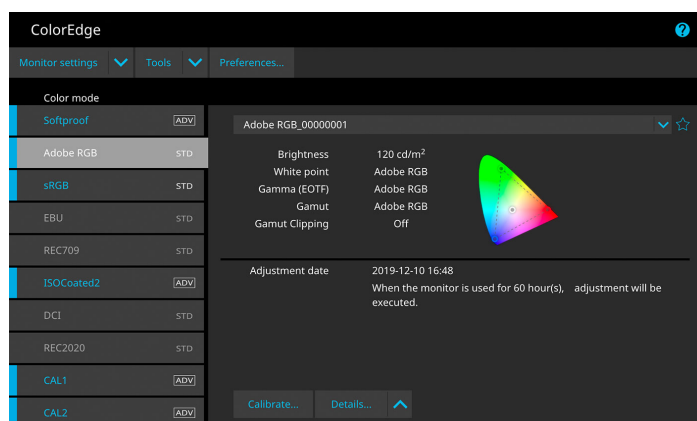 ColorEdge
?
Monitor settings Tools Preferences...
Color mode
Softproof ADV
Adobe RGB STD
sRGB STD
EBU STD
REC709 STD
ISOCoated2 ADV
DCI STD
REC2020 STD
CAL1 ADV
CAL2 ADV
Adobe RGB_00000001
Brightness 120 cd/m²
White point Adobe RGB
Gamma (EOTF) Adobe RGB
Gamut Adobe RGB
Gamut Clipping Off
Adjustment date 2019-12-10 16:48
When the monitor is used for 60 hour(s), adjustment will be
executed.
Calibrate... Details...